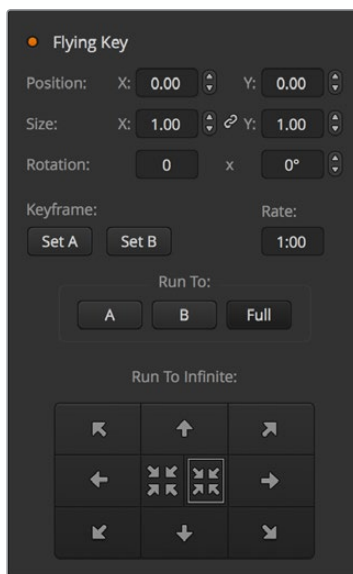 Flying Key
Position: X: 0.00 Y: 0.00
Size: X: 1.00 Y: 1.00
Rotation: 0 x 0°
Keyframe: Rate:
Set A Set B 1:00
Run To:
A B Full
Run To Infinite: